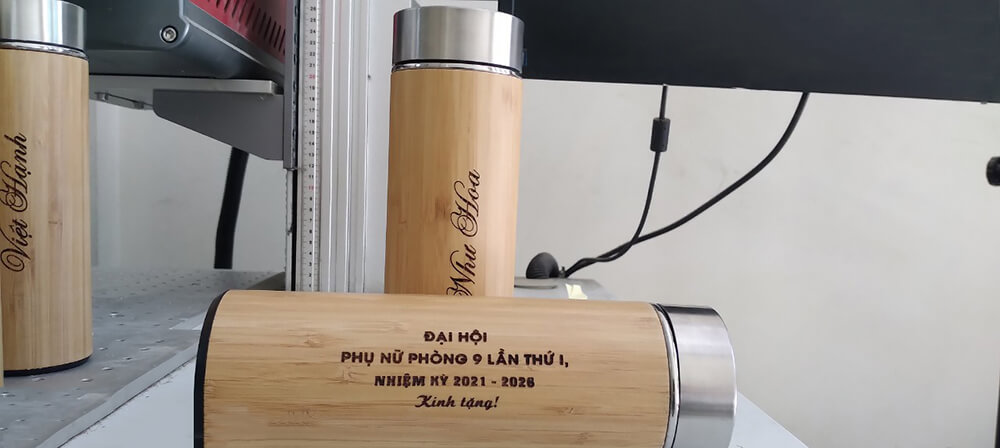 Việt Hạnh
Như Hoa
ĐẠI HỘI
PHỤ NỮ PHÒNG 9 LẦN THỨ I,
NHIỆM KỲ 2021 - 2026
Kính tặng!